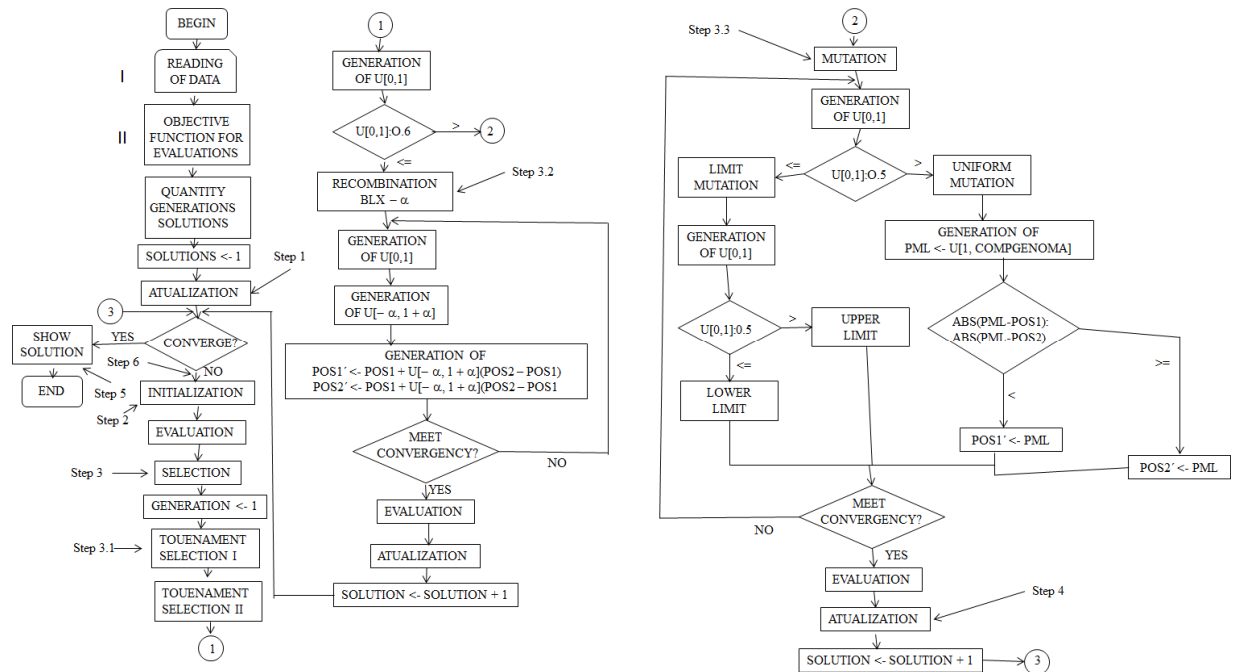 BEGIN
I
READING
OF DATA
II
OBJECTIVE
FUNCTION FOR
EVALUATIONS
QUANTITY
GENERATIONS
SOLUTIONS
SOLUTIONS <- 1
Step 1
ATUALIZATION
3
CONVERGE?
YES
SHOW
SOLUTION
END
Step 5
Step 6
NO
Step 2
INITIALIZATION
EVALUATION
Step 3
SELECTION
GENERATION <- 1
Step 3.1
TOUENAMENT
SELECTION I
TOUENAMENT
SELECTION II
1
1
GENERATION
OF U[0,1]
U[0,1]:O.6
>
2
<=
RECOMBINATION
BLX – α
Step 3.2
GENERATION
OF U[0,1]
GENERATION
OF U[– α, 1 + α]
GENERATION OF
POS1′ <- POS1 + U[– α, 1 + α](POS2 – POS1)
POS2′ <- POS1 + U[– α, 1 + α](POS2 – POS1
MEET
CONVERGENCY?
NO
YES
EVALUATION
ATUALIZATION
SOLUTION <- SOLUTION + 1
2
Step 3.3
MUTATION
GENERATION
OF U[0,1]
U[0,1]:O.5
<=
>
LIMIT
MUTATION
UNIFORM
MUTATION
GENERATION
OF U[0,1]
GENERATION OF
PML <- U[1, COMPGENOMA]
U[0,1]:0.5
>
UPPER
LIMIT
<=
LOWER
LIMIT
ABS(PML-POS1):
ABS(PML-POS2)
>=
<
POS1′ <- PML
POS2′ <- PML
MEET
CONVERGENCY?
NO
YES
EVALUATION
Step 4
ATUALIZATION
SOLUTION <- SOLUTION + 1
3